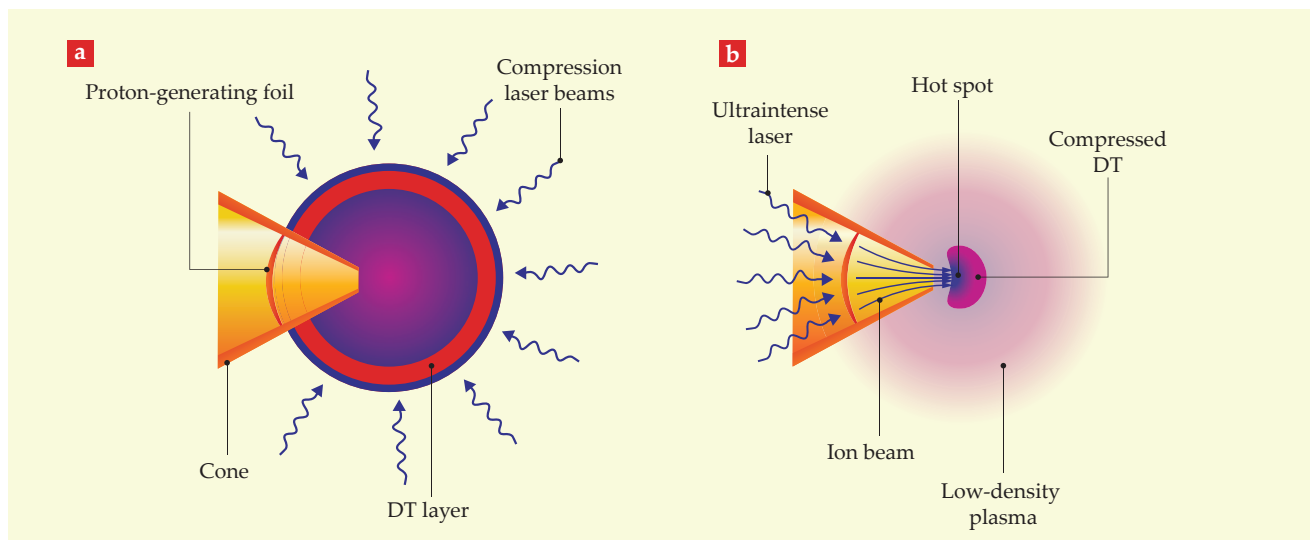 a
Proton-generating foil
Compression
laser beams
Cone
DT layer
b
Hot spot
Ultraintense
laser
Compressed
DT
Ion beam
Low-density
plasma